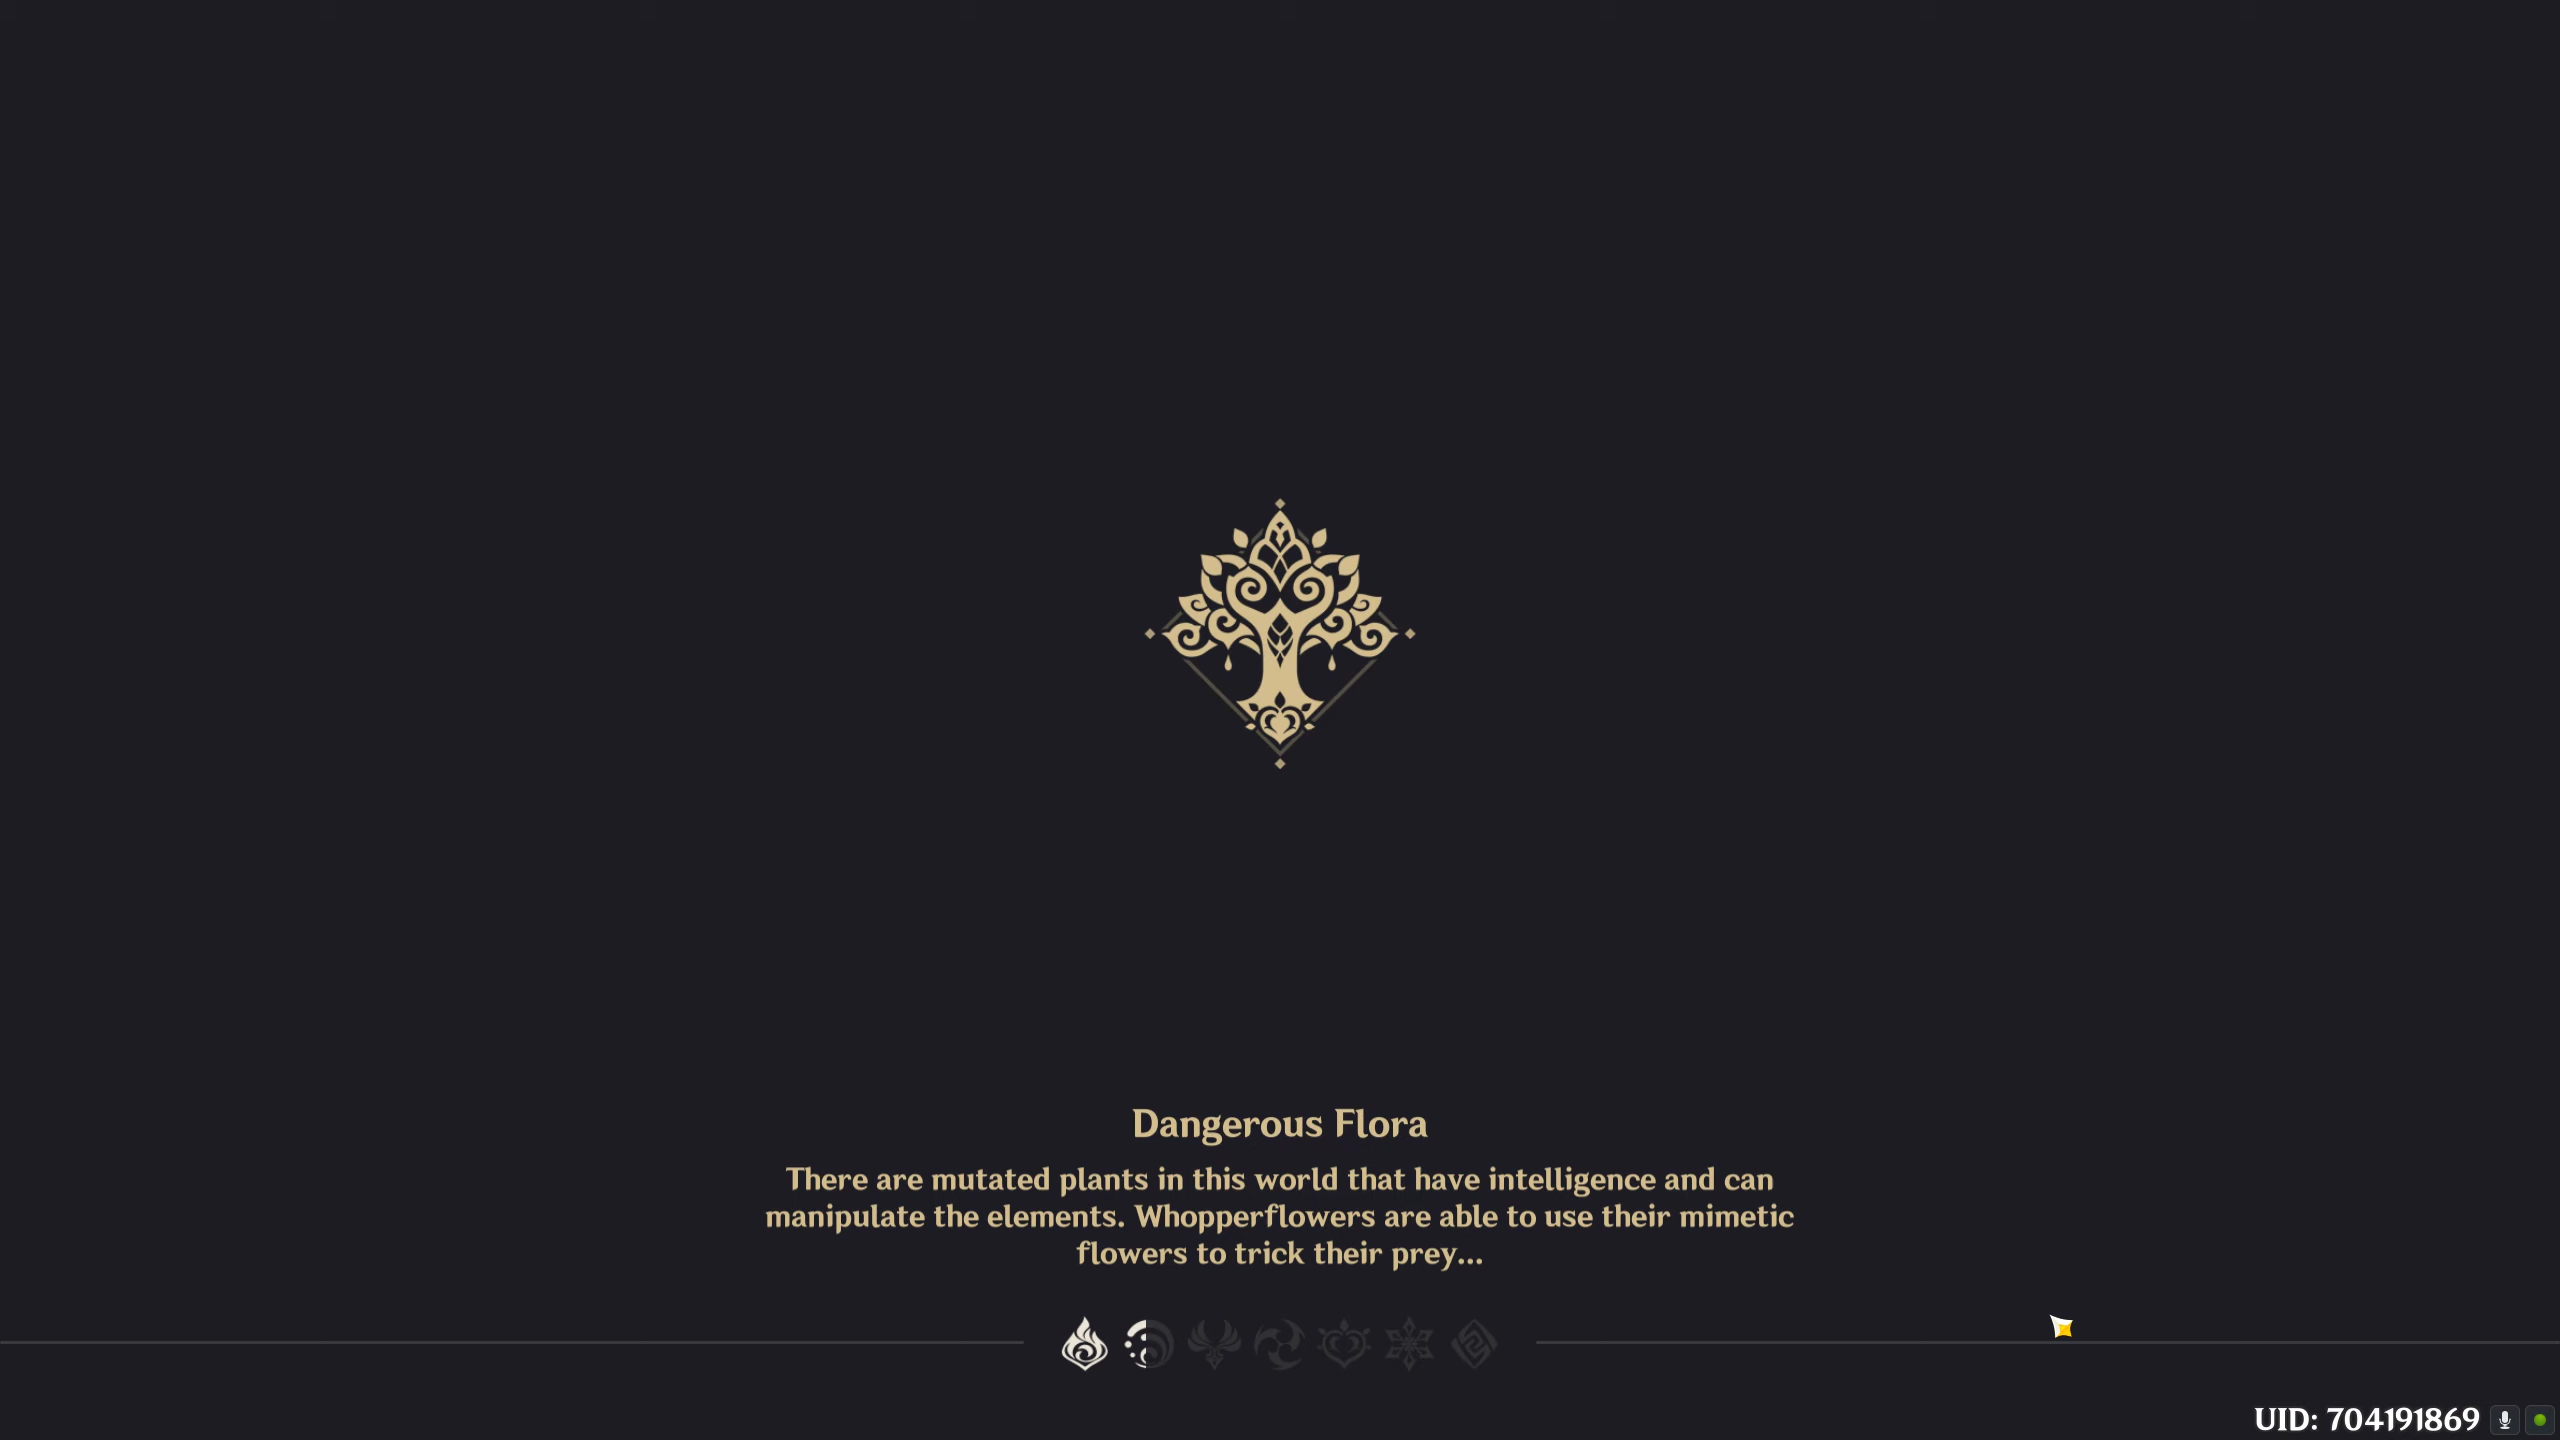 Dangerous Flora
There are mutated plants in this world that have intelligence and can
manipulate the elements. Whopperflowers are able to use their mimetic
flowers to trick their prey...
UID: 704191869